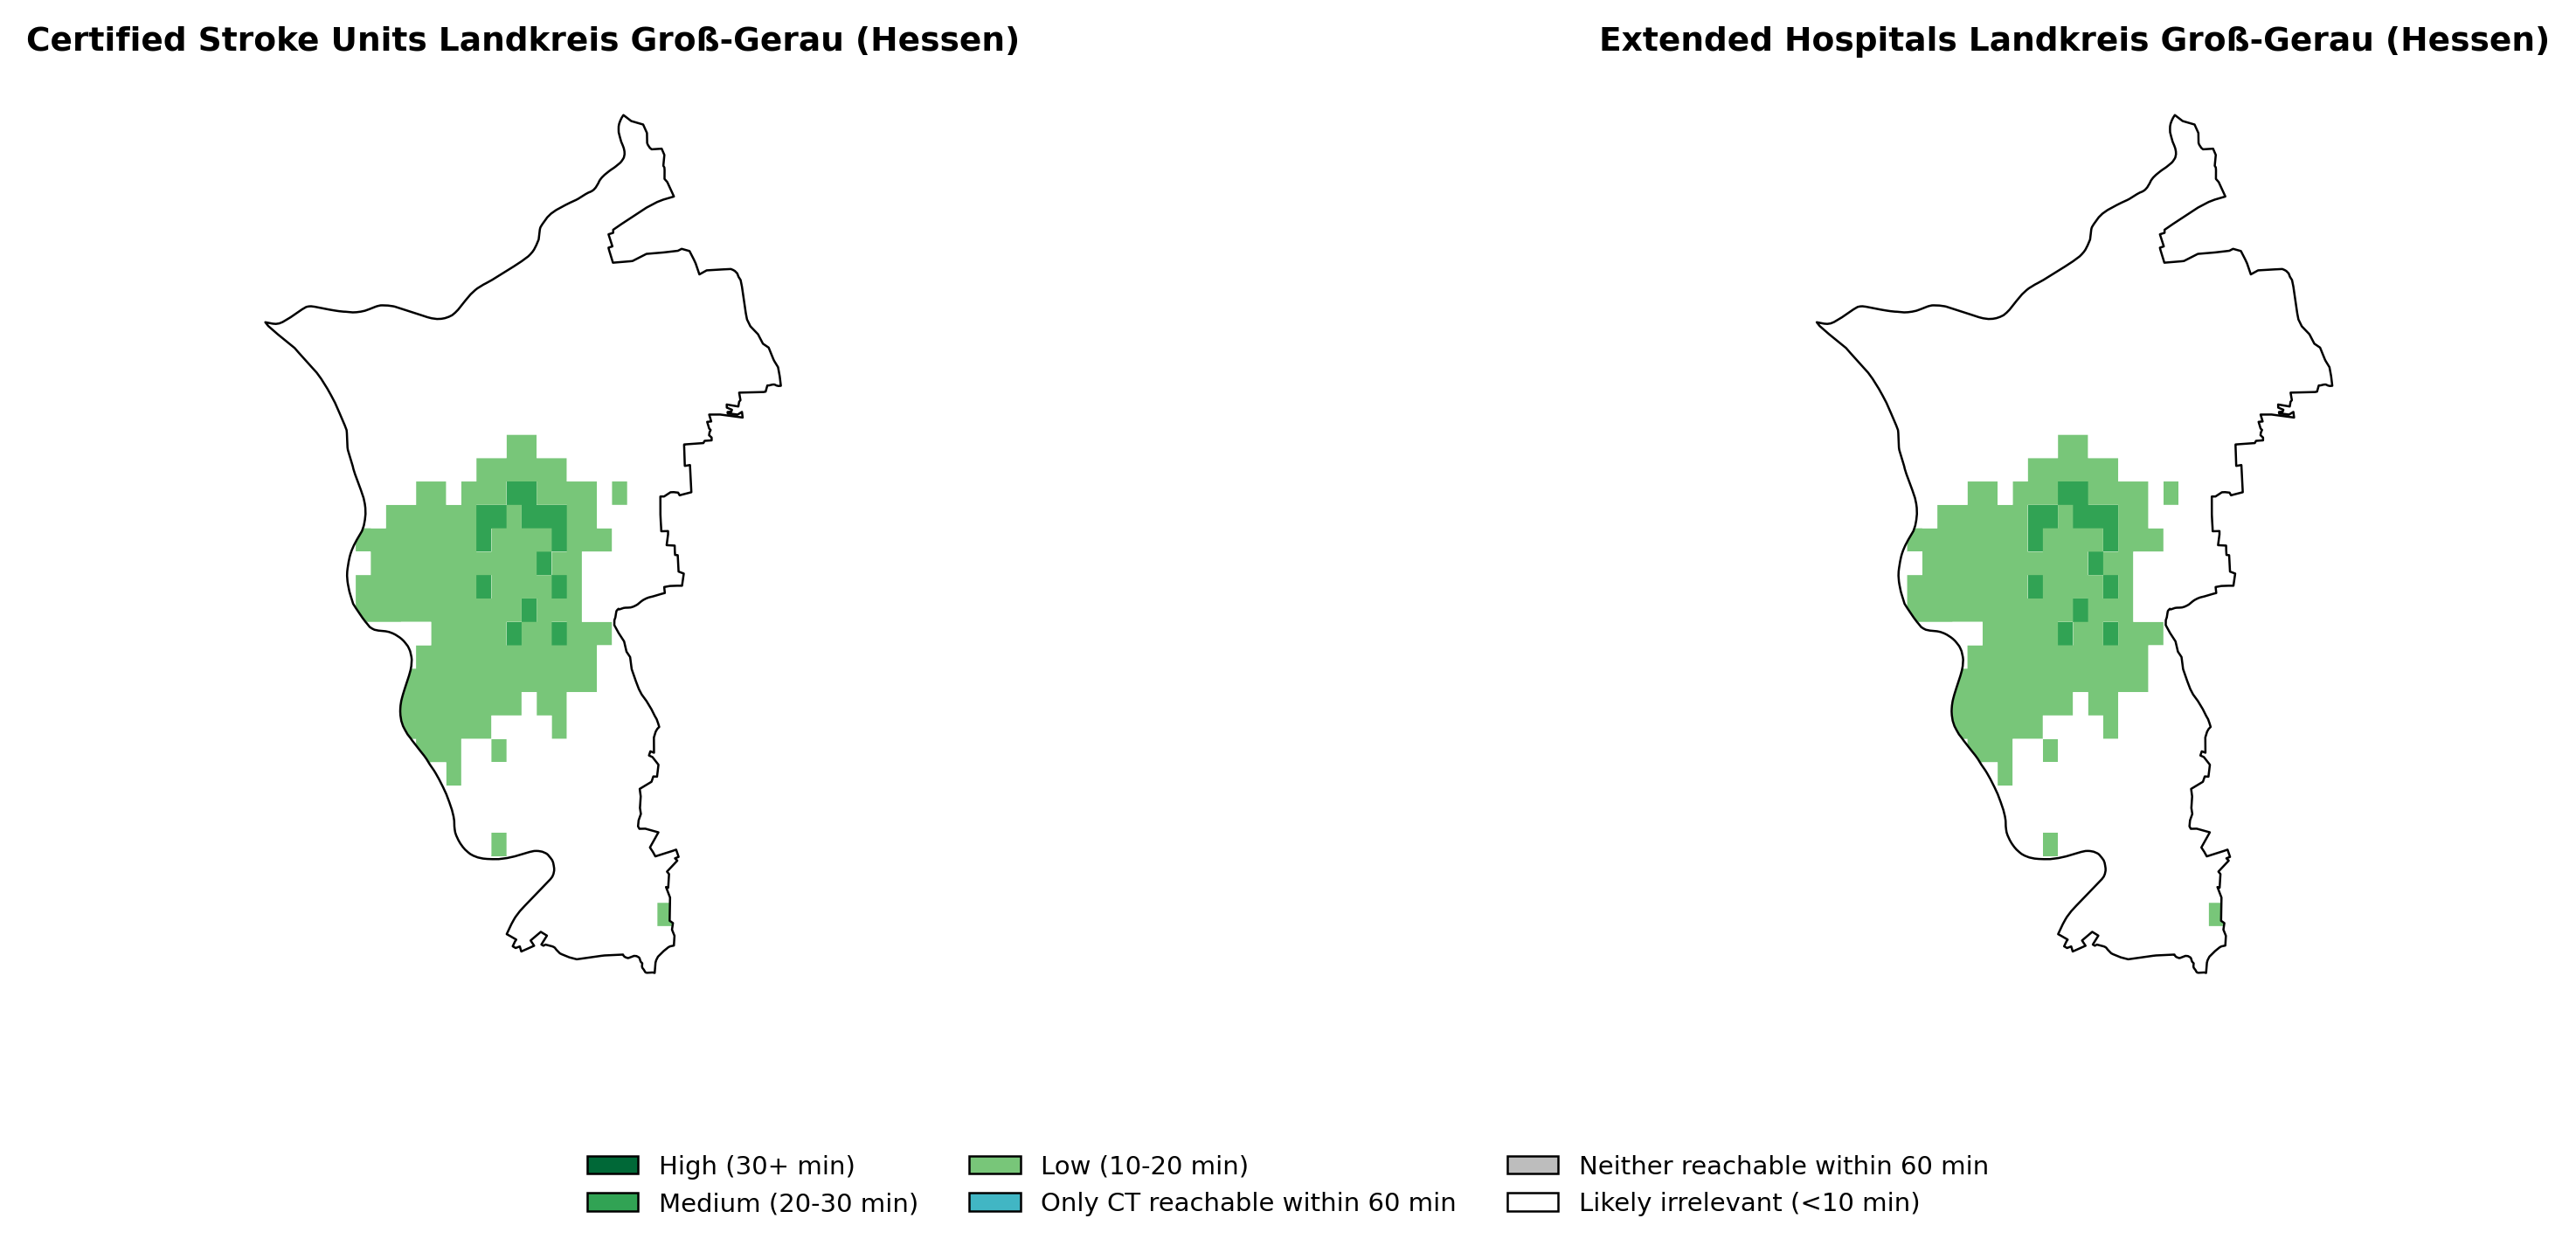 Certified Stroke Units Landkreis Groß-Gerau (Hessen)
Extended Hospitals Landkreis Groß-Gerau (Hessen)
High (30+ min)
Medium (20-30 min)
Low (10-20 min)
Only CT reachable within 60 min
Neither reachable within 60 min
Likely irrelevant (<10 min)